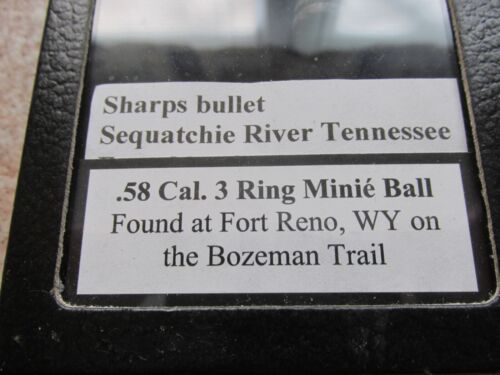 Sharps bullet
Sequatchie River Tennessee
.58 Cal. 3 Ring Minié Ball
Found at Fort Reno, WY on
the Bozeman Trail